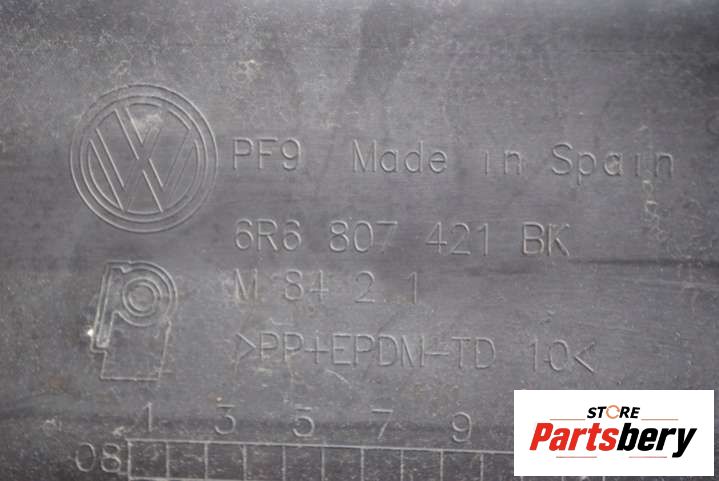 PF9 Made in Spain
6R6 807 421 BK
M 84 2 1
>PP+EPDM-TD 10<
1 3 5 7 9
08
STORE
Partsbery